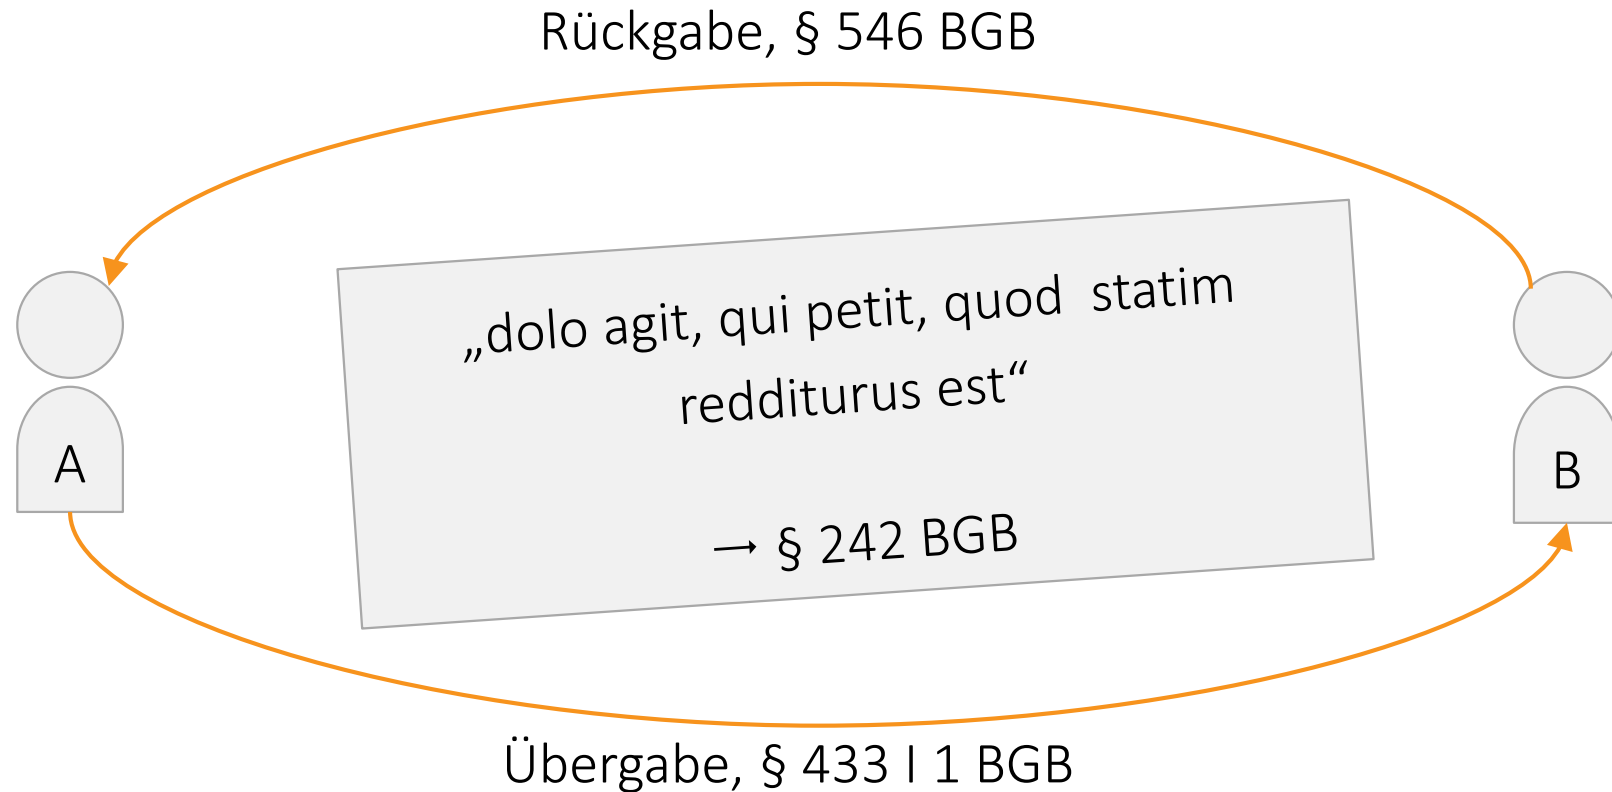 Rückgabe, § 546 BGB
„dolo agit, qui petit, quod statim
redditurus est“
→ § 242 BGB
A
B
Übergabe, § 433 I 1 BGB